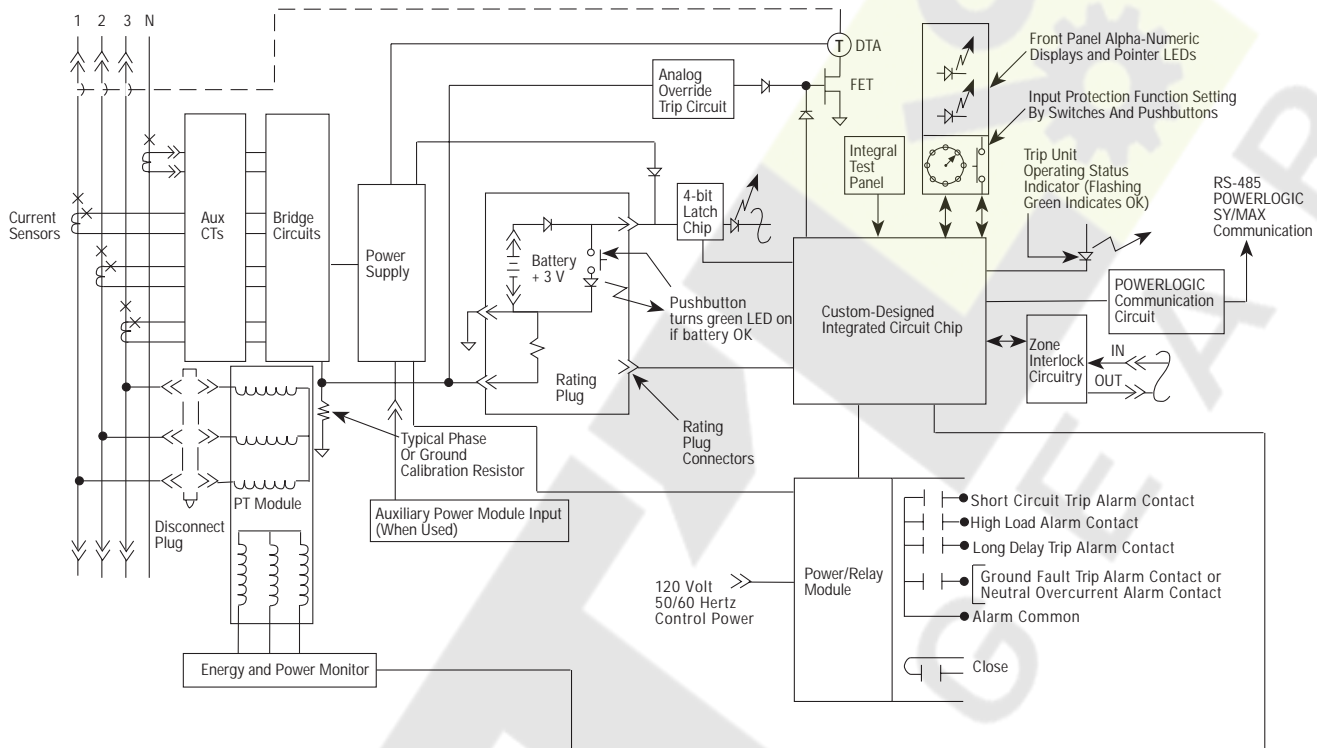 1 2 3 N
T
DTA
FET
Analog
Override
Trip Circuit
Front Panel Alpha-Numeric
Displays and Pointer LEDs
Input Protection Function Setting
By Switches And Pushbuttons
Integral
Test
Panel
Trip Unit
Operating Status
Indicator (Flashing
Green Indicates OK)
RS-485
POWERLOGIC
SY/MAX
Communication
Current
Sensors
Aux
CTs
Bridge
Circuits
Power
Supply
4-bit
Latch
Chip
Battery
+ 3 V
Pushbutton
turns green LED on
if battery OK
Custom-Designed
Integrated Circuit Chip
POWERLOGIC
Communication
Circuit
Zone
Interlock
Circuitry
IN
OUT
Rating
Plug
Rating
Plug
Connectors
Typical Phase
Or Ground
Calibration Resistor
PT Module
Disconnect
Plug
Auxiliary Power Module Input
(When Used)
120 Volt
50/60 Hertz
Control Power
Power/Relay
Module
Short Circuit Trip Alarm Contact
High Load Alarm Contact
Long Delay Trip Alarm Contact
Ground Fault Trip Alarm Contact or
Neutral Overcurrent Alarm Contact
Alarm Common
Close
Energy and Power Monitor
G E A R